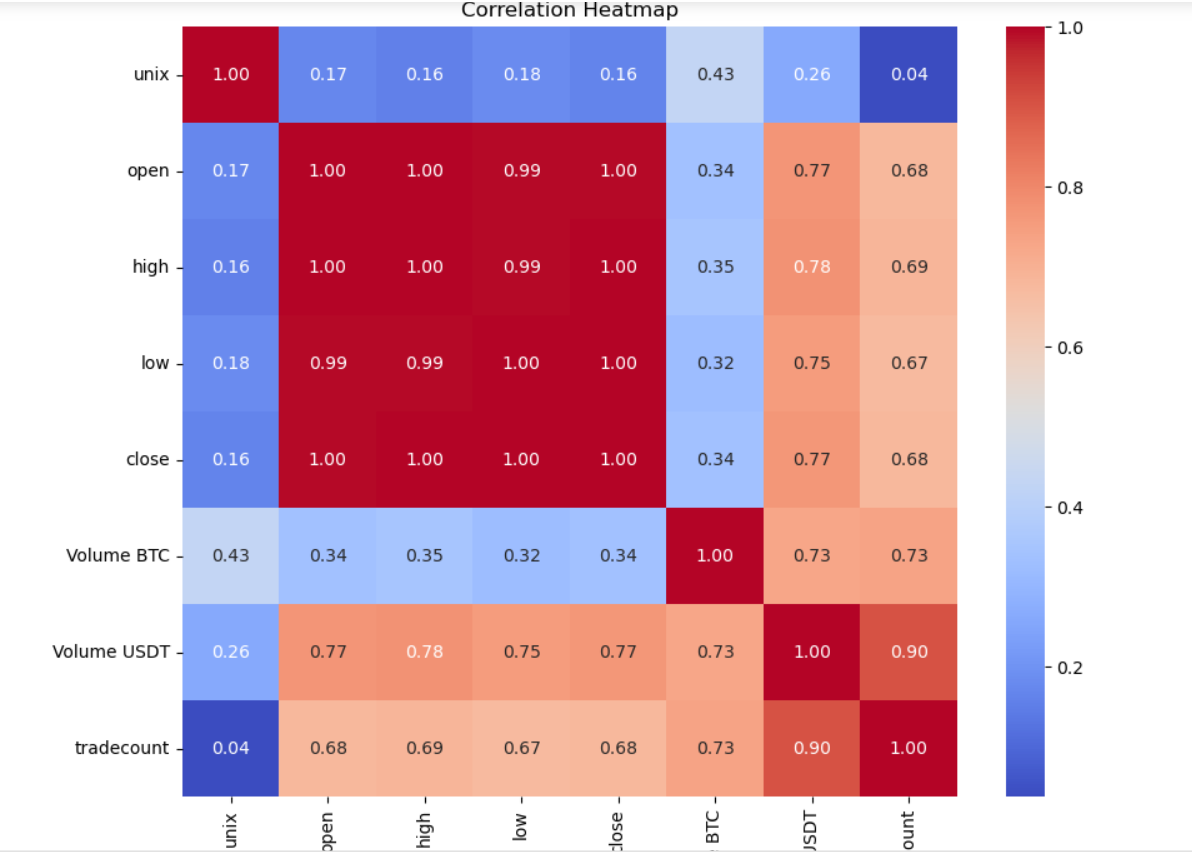 Correlation Heatmap
unix 1.00 0.17 0.16 0.18 0.16 0.43 0.26 0.04
open 0.17 1.00 1.00 0.99 1.00 0.34 0.77 0.68
high 0.16 1.00 1.00 0.99 1.00 0.35 0.78 0.69
low 0.18 0.99 0.99 1.00 1.00 0.32 0.75 0.67
close 0.16 1.00 1.00 1.00 1.00 0.34 0.77 0.68
Volume BTC 0.43 0.34 0.35 0.32 0.34 1.00 0.73 0.73
Volume USDT 0.26 0.77 0.78 0.75 0.77 0.73 1.00 0.90
tradecount 0.04 0.68 0.69 0.67 0.68 0.73 0.90 1.00
unix open high low close BTC USDT ount
1.0
0.8
0.6
0.4
0.2